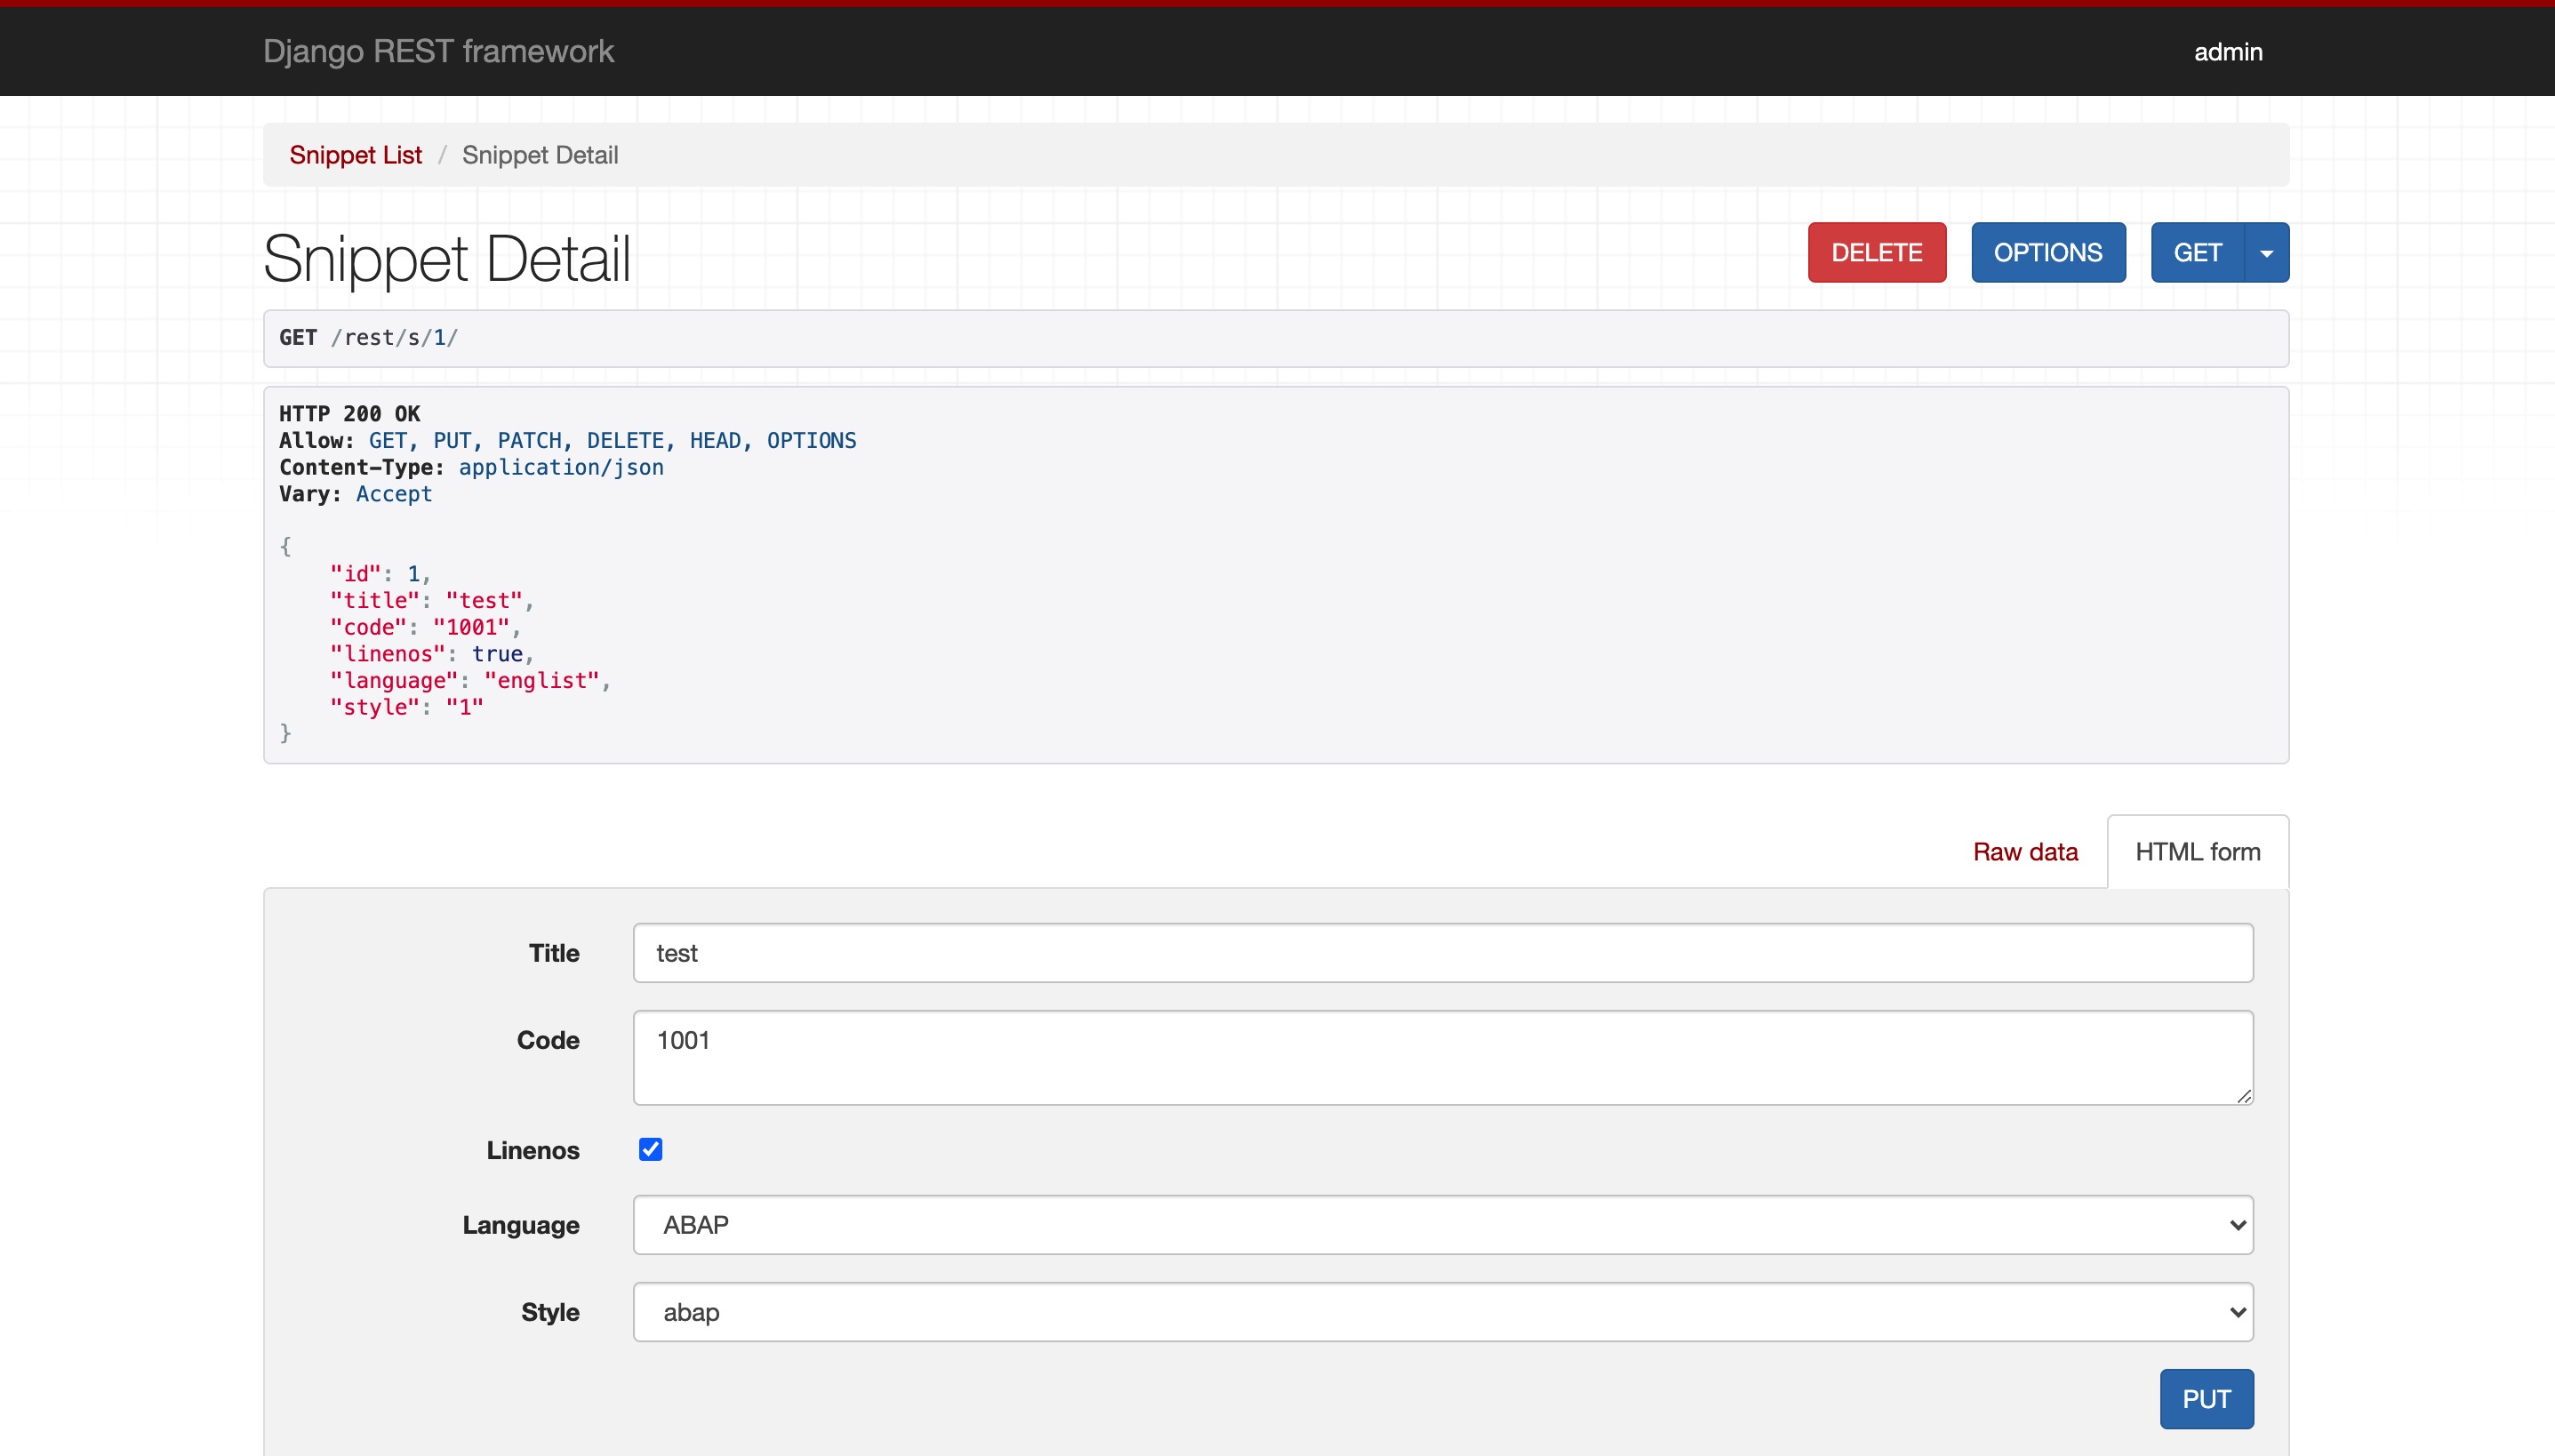 Django REST framework
admin
Snippet List / Snippet Detail
Snippet Detail
DELETE
OPTIONS
GET
GET /rest/s/1/
HTTP 200 OK
Allow: GET, PUT, PATCH, DELETE, HEAD, OPTIONS
Content-Type: application/json
Vary: Accept
{
"id": 1,
"title": "test",
"code": "1001",
"linenos": true,
"language": "englist",
"style": "1"
}
Raw data
HTML form
Title test
Code 1001
Linenos
Language ABAP
Style abap
PUT